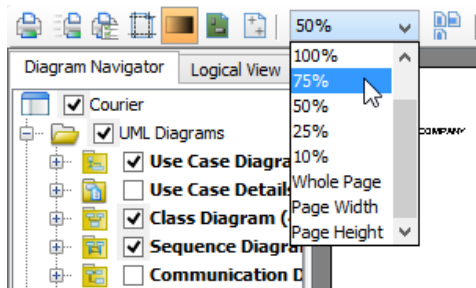 50%
Diagram Navigator
Logical View
Courier
UML Diagrams
Use Case Diagra
Use Case Details
Class Diagram (
Sequence Diagra
Communication D
100%
75%
50%
25%
10%
Whole Page
Page Width
Page Height
COMPANY